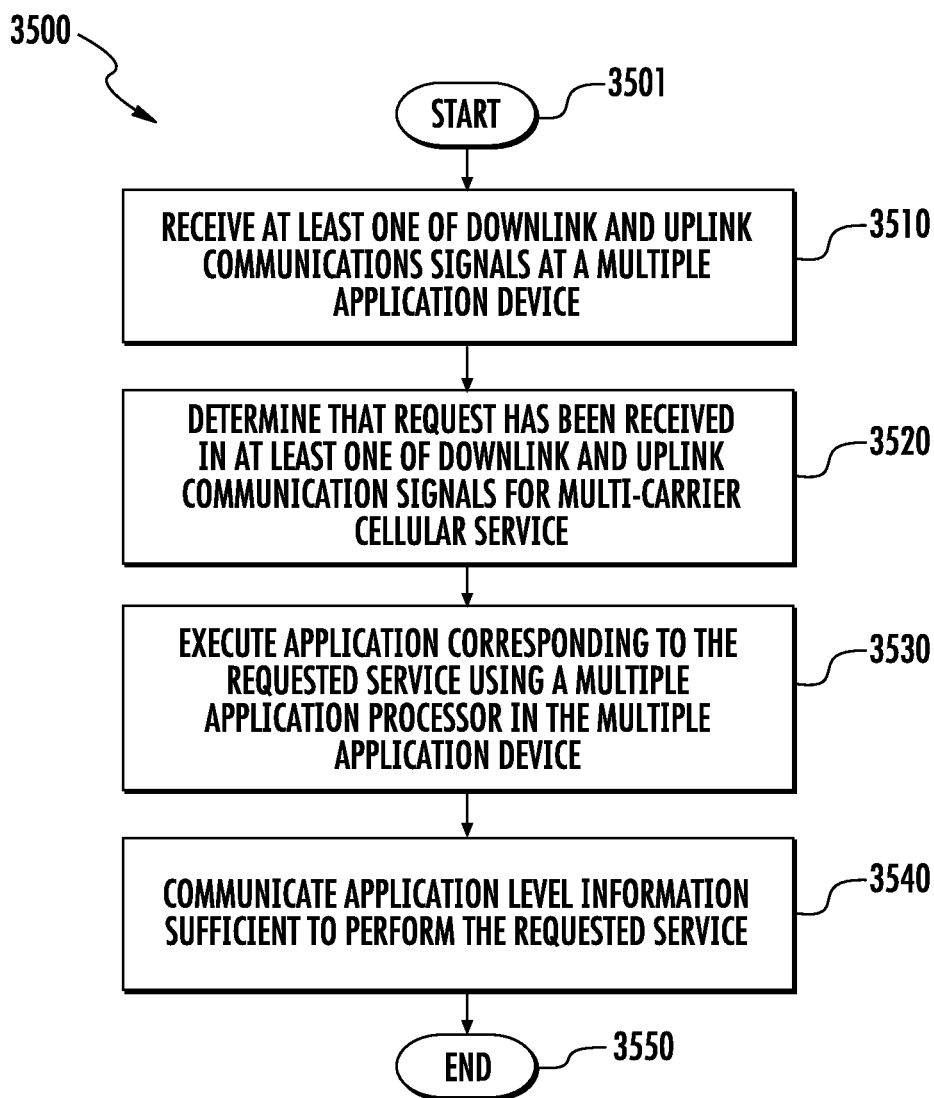 3500
3501
START
RECEIVE AT LEAST ONE OF DOWNLINK AND UPLINK
COMMUNICATIONS SIGNALS AT A MULTIPLE
APPLICATION DEVICE
3510
DETERMINE THAT REQUEST HAS BEEN RECEIVED
IN AT LEAST ONE OF DOWNLINK AND UPLINK
COMMUNICATION SIGNALS FOR MULTI-CARRIER
CELLULAR SERVICE
3520
EXECUTE APPLICATION CORRESPONDING TO THE
REQUESTED SERVICE USING A MULTIPLE
APPLICATION PROCESSOR IN THE MULTIPLE
APPLICATION DEVICE
3530
COMMUNICATE APPLICATION LEVEL INFORMATION
SUFFICIENT TO PERFORM THE REQUESTED SERVICE
3540
END
3550